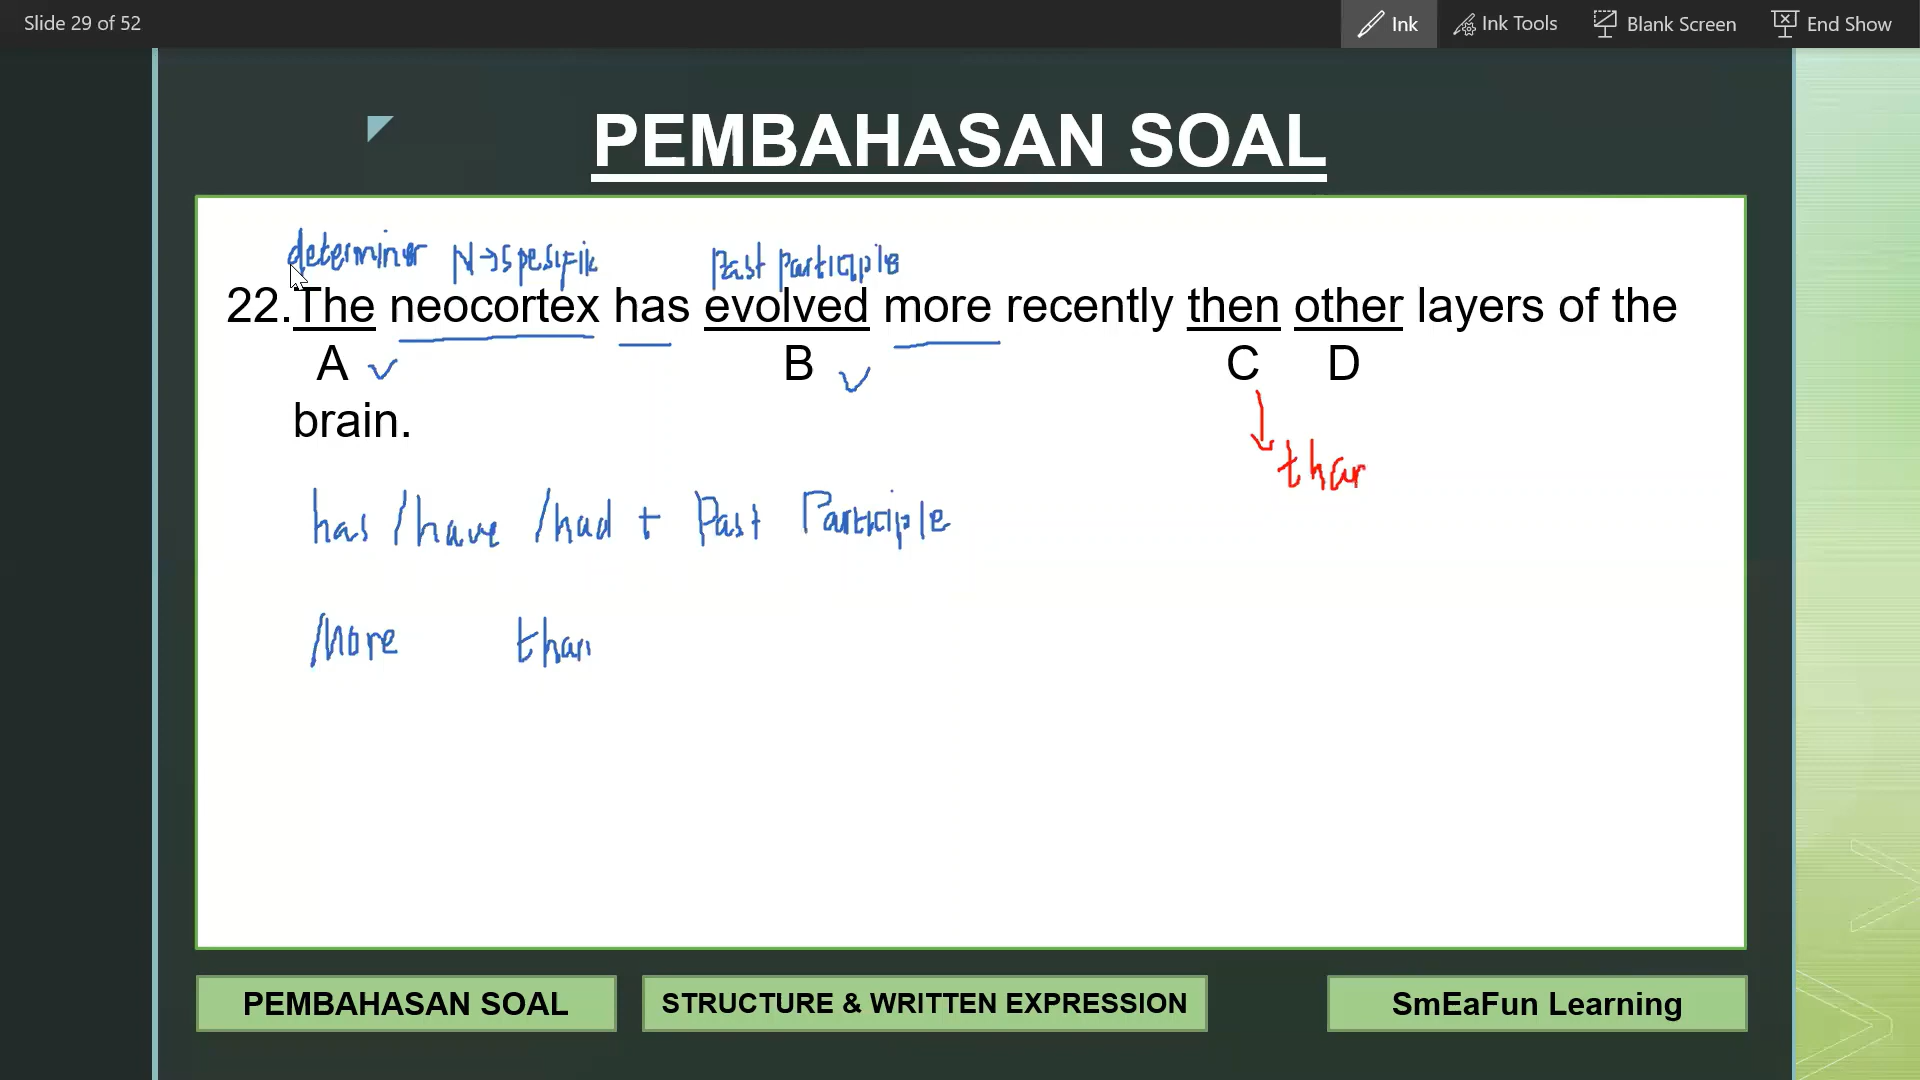 Slide 29 of 52
Ink
Ink Tools
Blank Screen
End Show
PEMBAHASAN SOAL
determiner N→spesifik Past Participle
22.The neocortex has evolved more recently then other layers of the
A B C D
brain.
than
has /have /had + Past Participle
more than
PEMBAHASAN SOAL
STRUCTURE & WRITTEN EXPRESSION
SmEaFun Learning